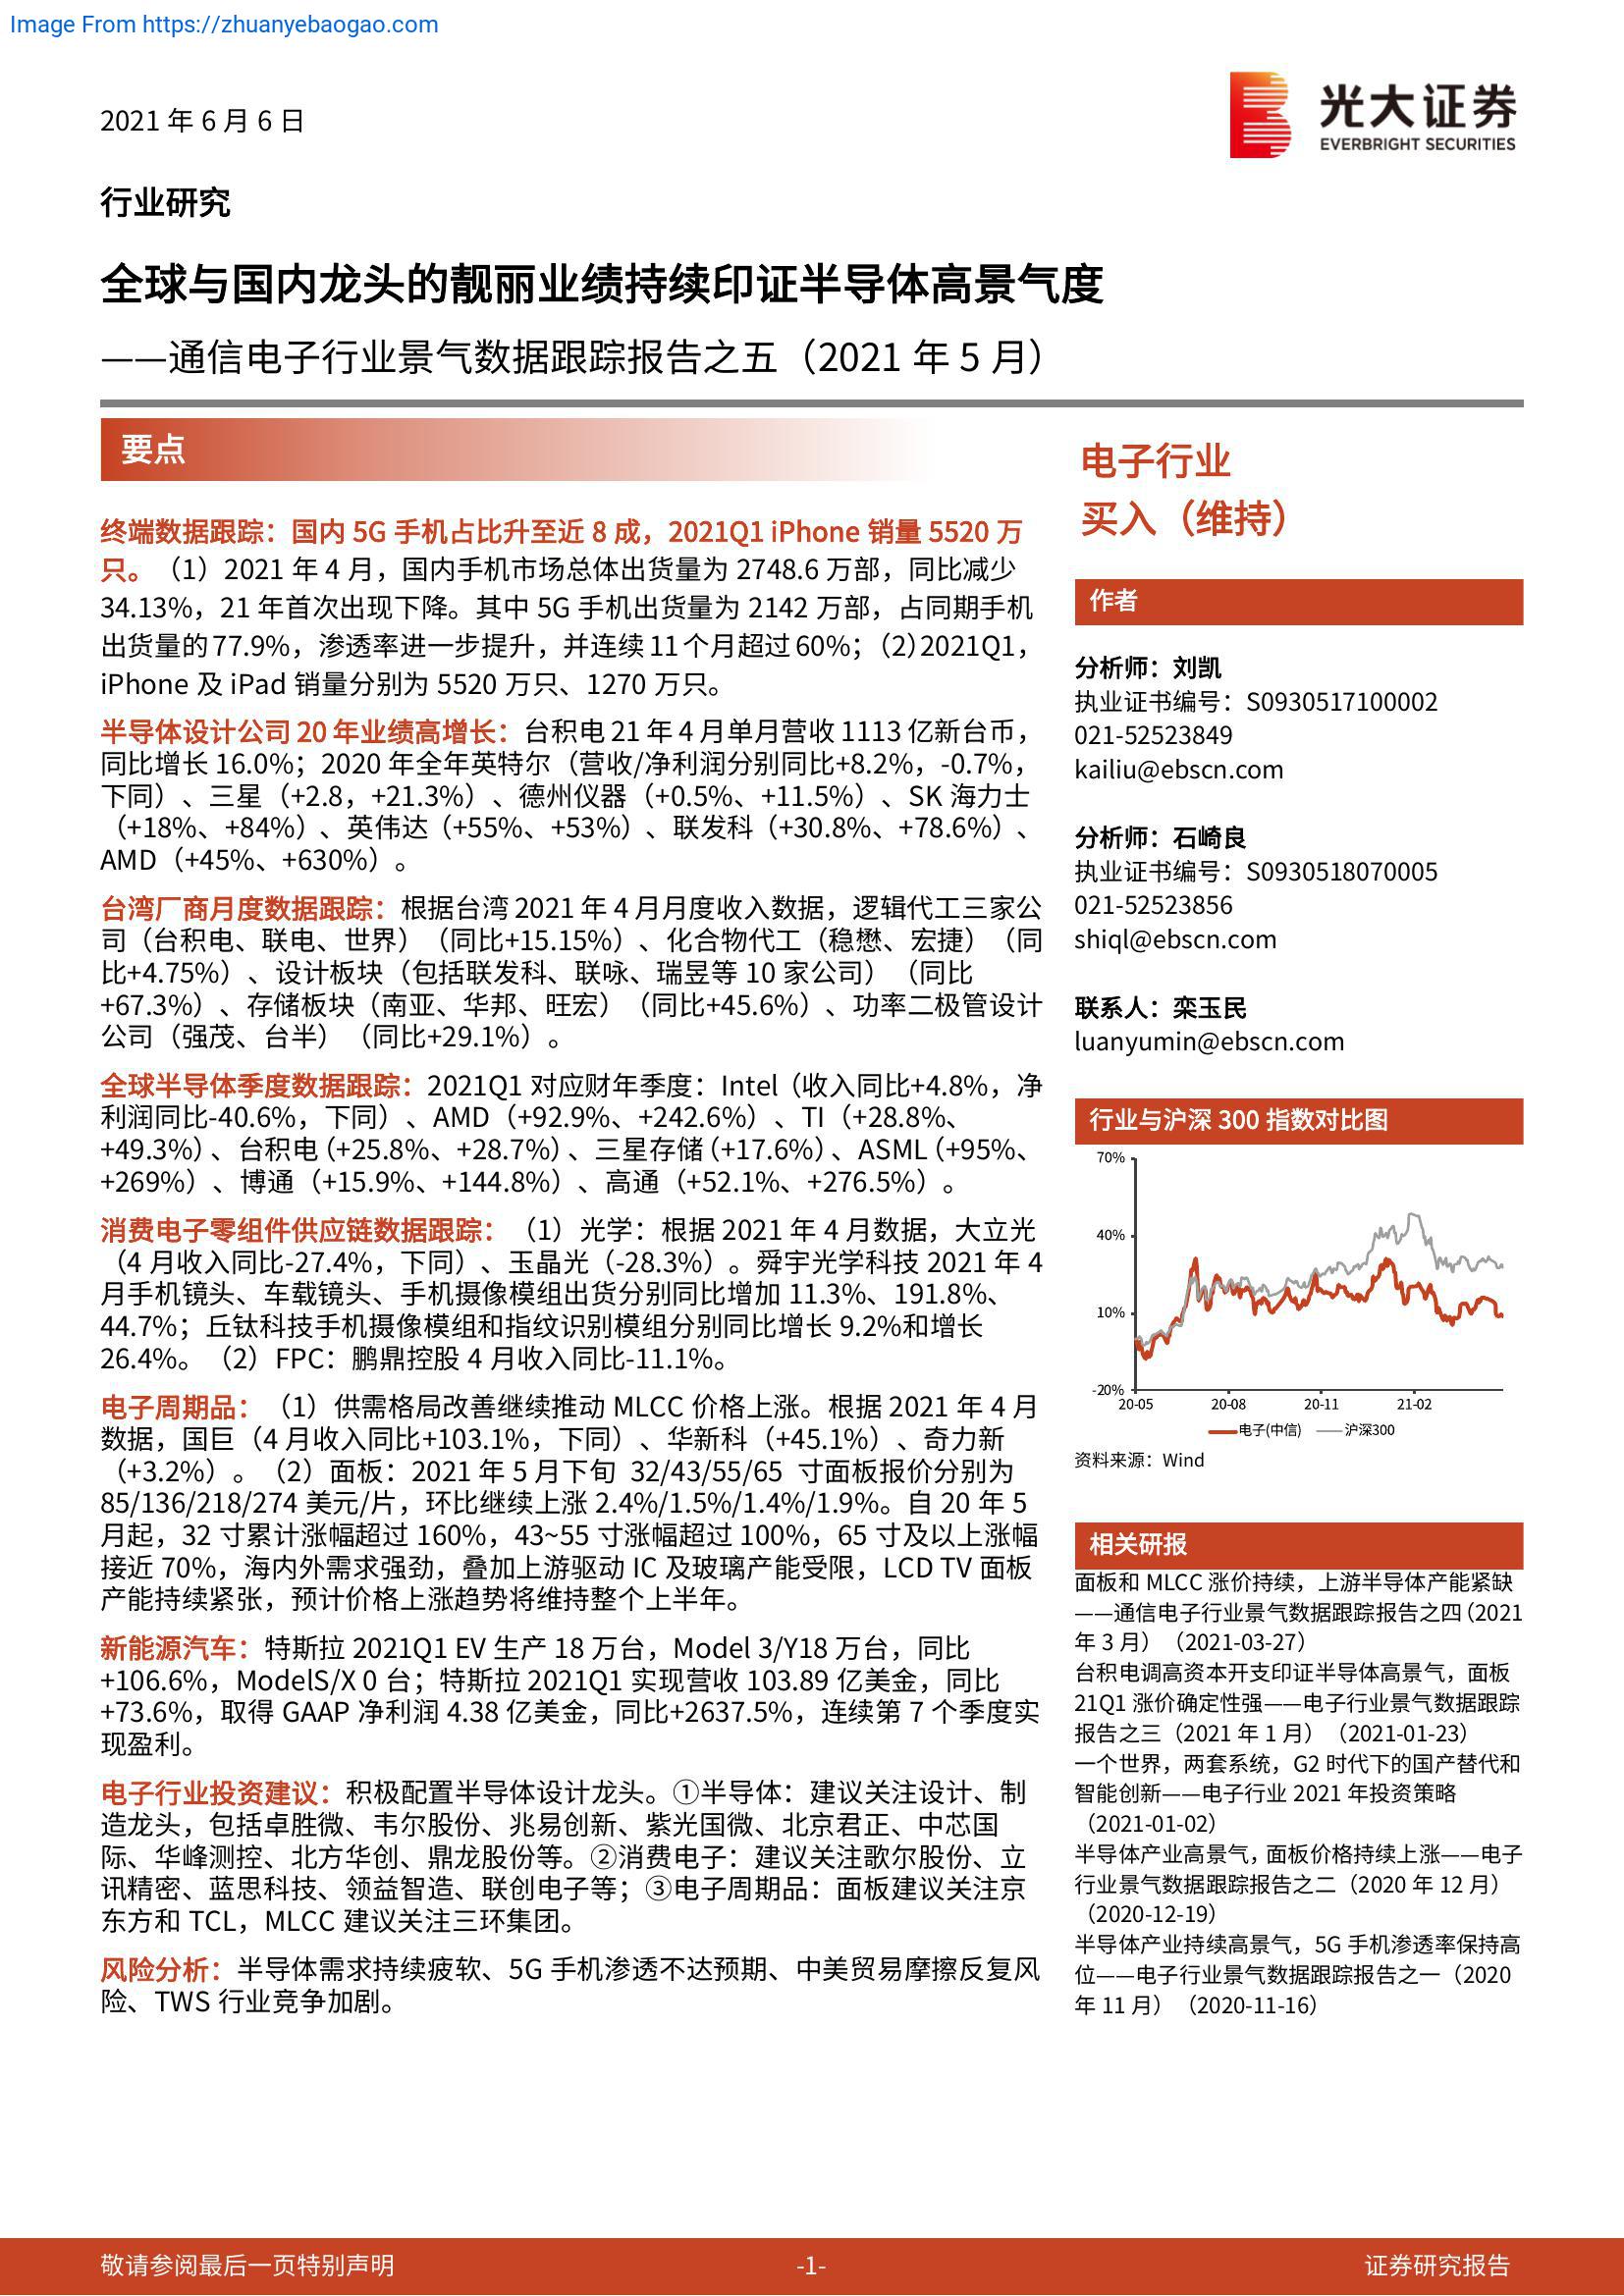 Image From https://zhuanyebaogao.com
2021 年 6 月 6 日
光大证券
EVERBRIGHT SECURITIES
行业研究
全球与国内龙头的靓丽业绩持续印证半导体高景气度
——通信电子行业景气数据跟踪报告之五（2021 年 5 月）
要点
终端数据跟踪：国内 5G 手机占比升至近 8 成，2021Q1 iPhone 销量 5520 万
只。（1）2021 年 4 月，国内手机市场总体出货量为 2748.6 万部，同比减少
34.13%，21 年首次出现下降。其中 5G 手机出货量为 2142 万部，占同期手机
出货量的 77.9%，渗透率进一步提升，并连续 11 个月超过 60%；（2）2021Q1，
iPhone 及 iPad 销量分别为 5520 万只、1270 万只。
半导体设计公司 20 年业绩高增长：台积电 21 年 4 月单月营收 1113 亿新台币，
同比增长 16.0%；2020 年全年英特尔（营收/净利润分别同比+8.2%，-0.7%，
下同）、三星（+2.8，+21.3%）、德州仪器（+0.5%、+11.5%）、SK 海力士
（+18%、+84%）、英伟达（+55%、+53%）、联发科（+30.8%、+78.6%）、
AMD（+45%、+630%）。
台湾厂商月度数据跟踪：根据台湾 2021 年 4 月月度收入数据，逻辑代工三家公
司（台积电、联电、世界）（同比+15.15%）、化合物代工（稳懋、宏捷）（同
比+4.75%）、设计板块（包括联发科、联咏、瑞昱等 10 家公司）（同比
+67.3%）、存储板块（南亚、华邦、旺宏）（同比+45.6%）、功率二极管设计
公司（强茂、台半）（同比+29.1%）。
全球半导体季度数据跟踪：2021Q1 对应财年季度：Intel（收入同比+4.8%，净
利润同比-40.6%，下同）、AMD（+92.9%、+242.6%）、TI（+28.8%、
+49.3%）、台积电（+25.8%、+28.7%）、三星存储（+17.6%）、ASML（+95%、
+269%）、博通（+15.9%、+144.8%）、高通（+52.1%、+276.5%）。
消费电子零组件供应链数据跟踪：（1）光学：根据 2021 年 4 月数据，大立光
（4 月收入同比-27.4%，下同）、玉晶光（-28.3%）。舜宇光学科技 2021 年 4
月手机镜头、车载镜头、手机摄像模组出货分别同比增加 11.3%、191.8%、
44.7%；丘钛科技手机摄像模组和指纹识别模组分别同比增长 9.2%和增长
26.4%。（2）FPC：鹏鼎控股 4 月收入同比-11.1%。
电子周期品：（1）供需格局改善继续推动 MLCC 价格上涨。根据 2021 年 4 月
数据，国巨（4 月收入同比+103.1%，下同）、华新科（+45.1%）、奇力新
（+3.2%）。（2）面板：2021 年 5 月下旬 32/43/55/65 寸面板报价分别为
85/136/218/274 美元/片，环比继续上涨 2.4%/1.5%/1.4%/1.9%。自 20 年 5
月起，32 寸累计涨幅超过 160%，43~55 寸涨幅超过 100%，65 寸及以上涨幅
接近 70%，海内外需求强劲，叠加上游驱动 IC 及玻璃产能受限，LCD TV 面板
产能持续紧张，预计价格上涨趋势将维持整个上半年。
新能源汽车：特斯拉 2021Q1 EV 生产 18 万台，Model 3/Y18 万台，同比
+106.6%，ModelS/X 0 台；特斯拉 2021Q1 实现营收 103.89 亿美金，同比
+73.6%，取得 GAAP 净利润 4.38 亿美金，同比+2637.5%，连续第 7 个季度实
现盈利。
电子行业投资建议：积极配置半导体设计龙头。①半导体：建议关注设计、制
造龙头，包括卓胜微、韦尔股份、兆易创新、紫光国微、北京君正、中芯国
际、华峰测控、北方华创、鼎龙股份等。②消费电子：建议关注歌尔股份、立
讯精密、蓝思科技、领益智造、联创电子等；③电子周期品：面板建议关注京
东方和 TCL，MLCC 建议关注三环集团。
风险分析：半导体需求持续疲软、5G 手机渗透不达预期、中美贸易摩擦反复风
险、TWS 行业竞争加剧。
电子行业
买入（维持）
作者
分析师：刘凯
执业证书编号：S0930517100002
021-52523849
kailiu@ebscn.com
分析师：石崎良
执业证书编号：S0930518070005
021-52523856
shiql@ebscn.com
联系人：栾玉民
luanyumin@ebscn.com
行业与沪深 300 指数对比图
70%
40%
10%
-20%
20-05 20-08 20-11 21-02
电子(中信) 沪深300
资料来源：Wind
相关研报
面板和 MLCC 涨价持续，上游半导体产能紧缺
——通信电子行业景气数据跟踪报告之四（2021
年 3 月）（2021-03-27）
台积电调高资本开支印证半导体高景气，面板
21Q1 涨价确定性强——电子行业景气数据跟踪
报告之三（2021 年 1 月）（2021-01-23）
一个世界，两套系统，G2 时代下的国产替代和
智能创新——电子行业 2021 年投资策略
（2021-01-02）
半导体产业高景气，面板价格持续上涨——电子
行业景气数据跟踪报告之二（2020 年 12 月）
（2020-12-19）
半导体产业持续高景气，5G 手机渗透率保持高
位——电子行业景气数据跟踪报告之一（2020
年 11 月）（2020-11-16）
敬请参阅最后一页特别声明
-1-
证券研究报告